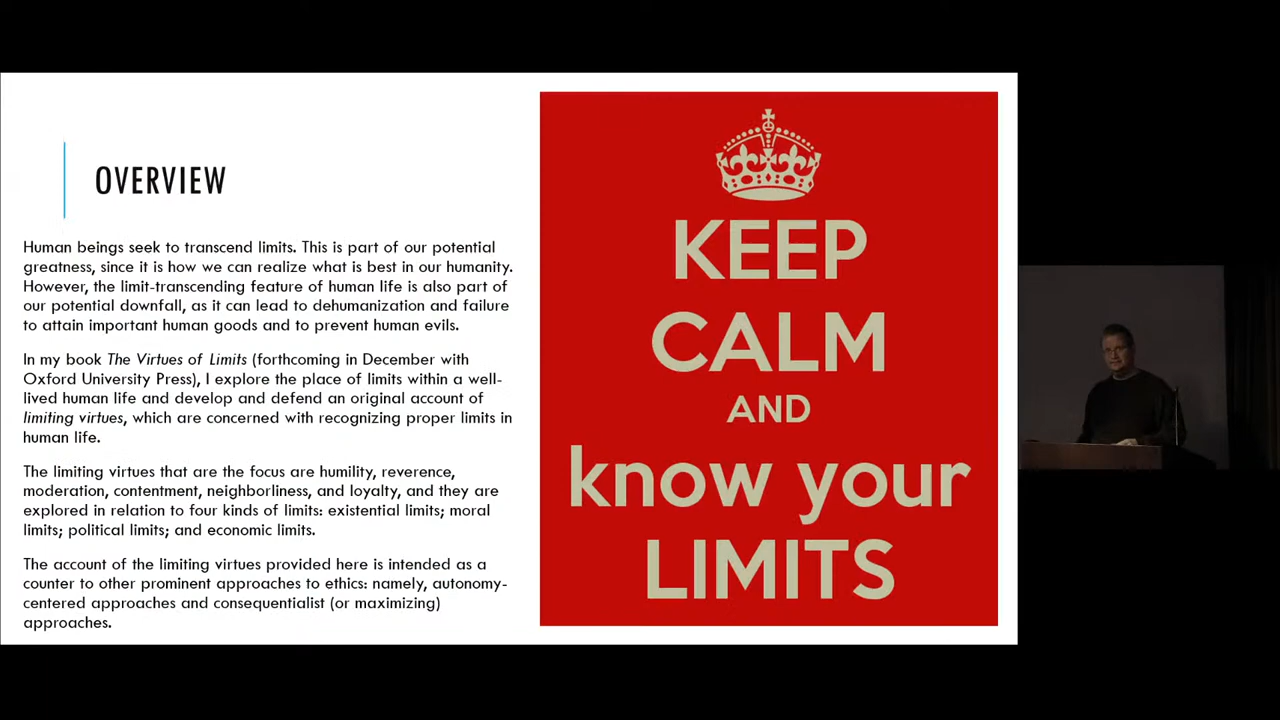 OVERVIEW
Human beings seek to transcend limits. This is part of our potential
greatness, since it is how we can realize what is best in our humanity.
However, the limit-transcending feature of human life is also part of
our potential downfall, as it can lead to dehumanization and failure
to attain important human goods and to prevent human evils.
In my book The Virtues of Limits (forthcoming in December with
Oxford University Press), I explore the place of limits within a well-
lived human life and develop and defend an original account of
limiting virtues, which are concerned with recognizing proper limits in
human life.
The limiting virtues that are the focus are humility, reverence,
moderation, contentment, neighborliness, and loyalty, and they are
explored in relation to four kinds of limits: existential limits; moral
limits; political limits; and economic limits.
The account of the limiting virtues provided here is intended as a
counter to other prominent approaches to ethics: namely, autonomy-
centered approaches and consequentialist (or maximizing)
approaches.
KEEP
CALM
AND
know your
LIMITS